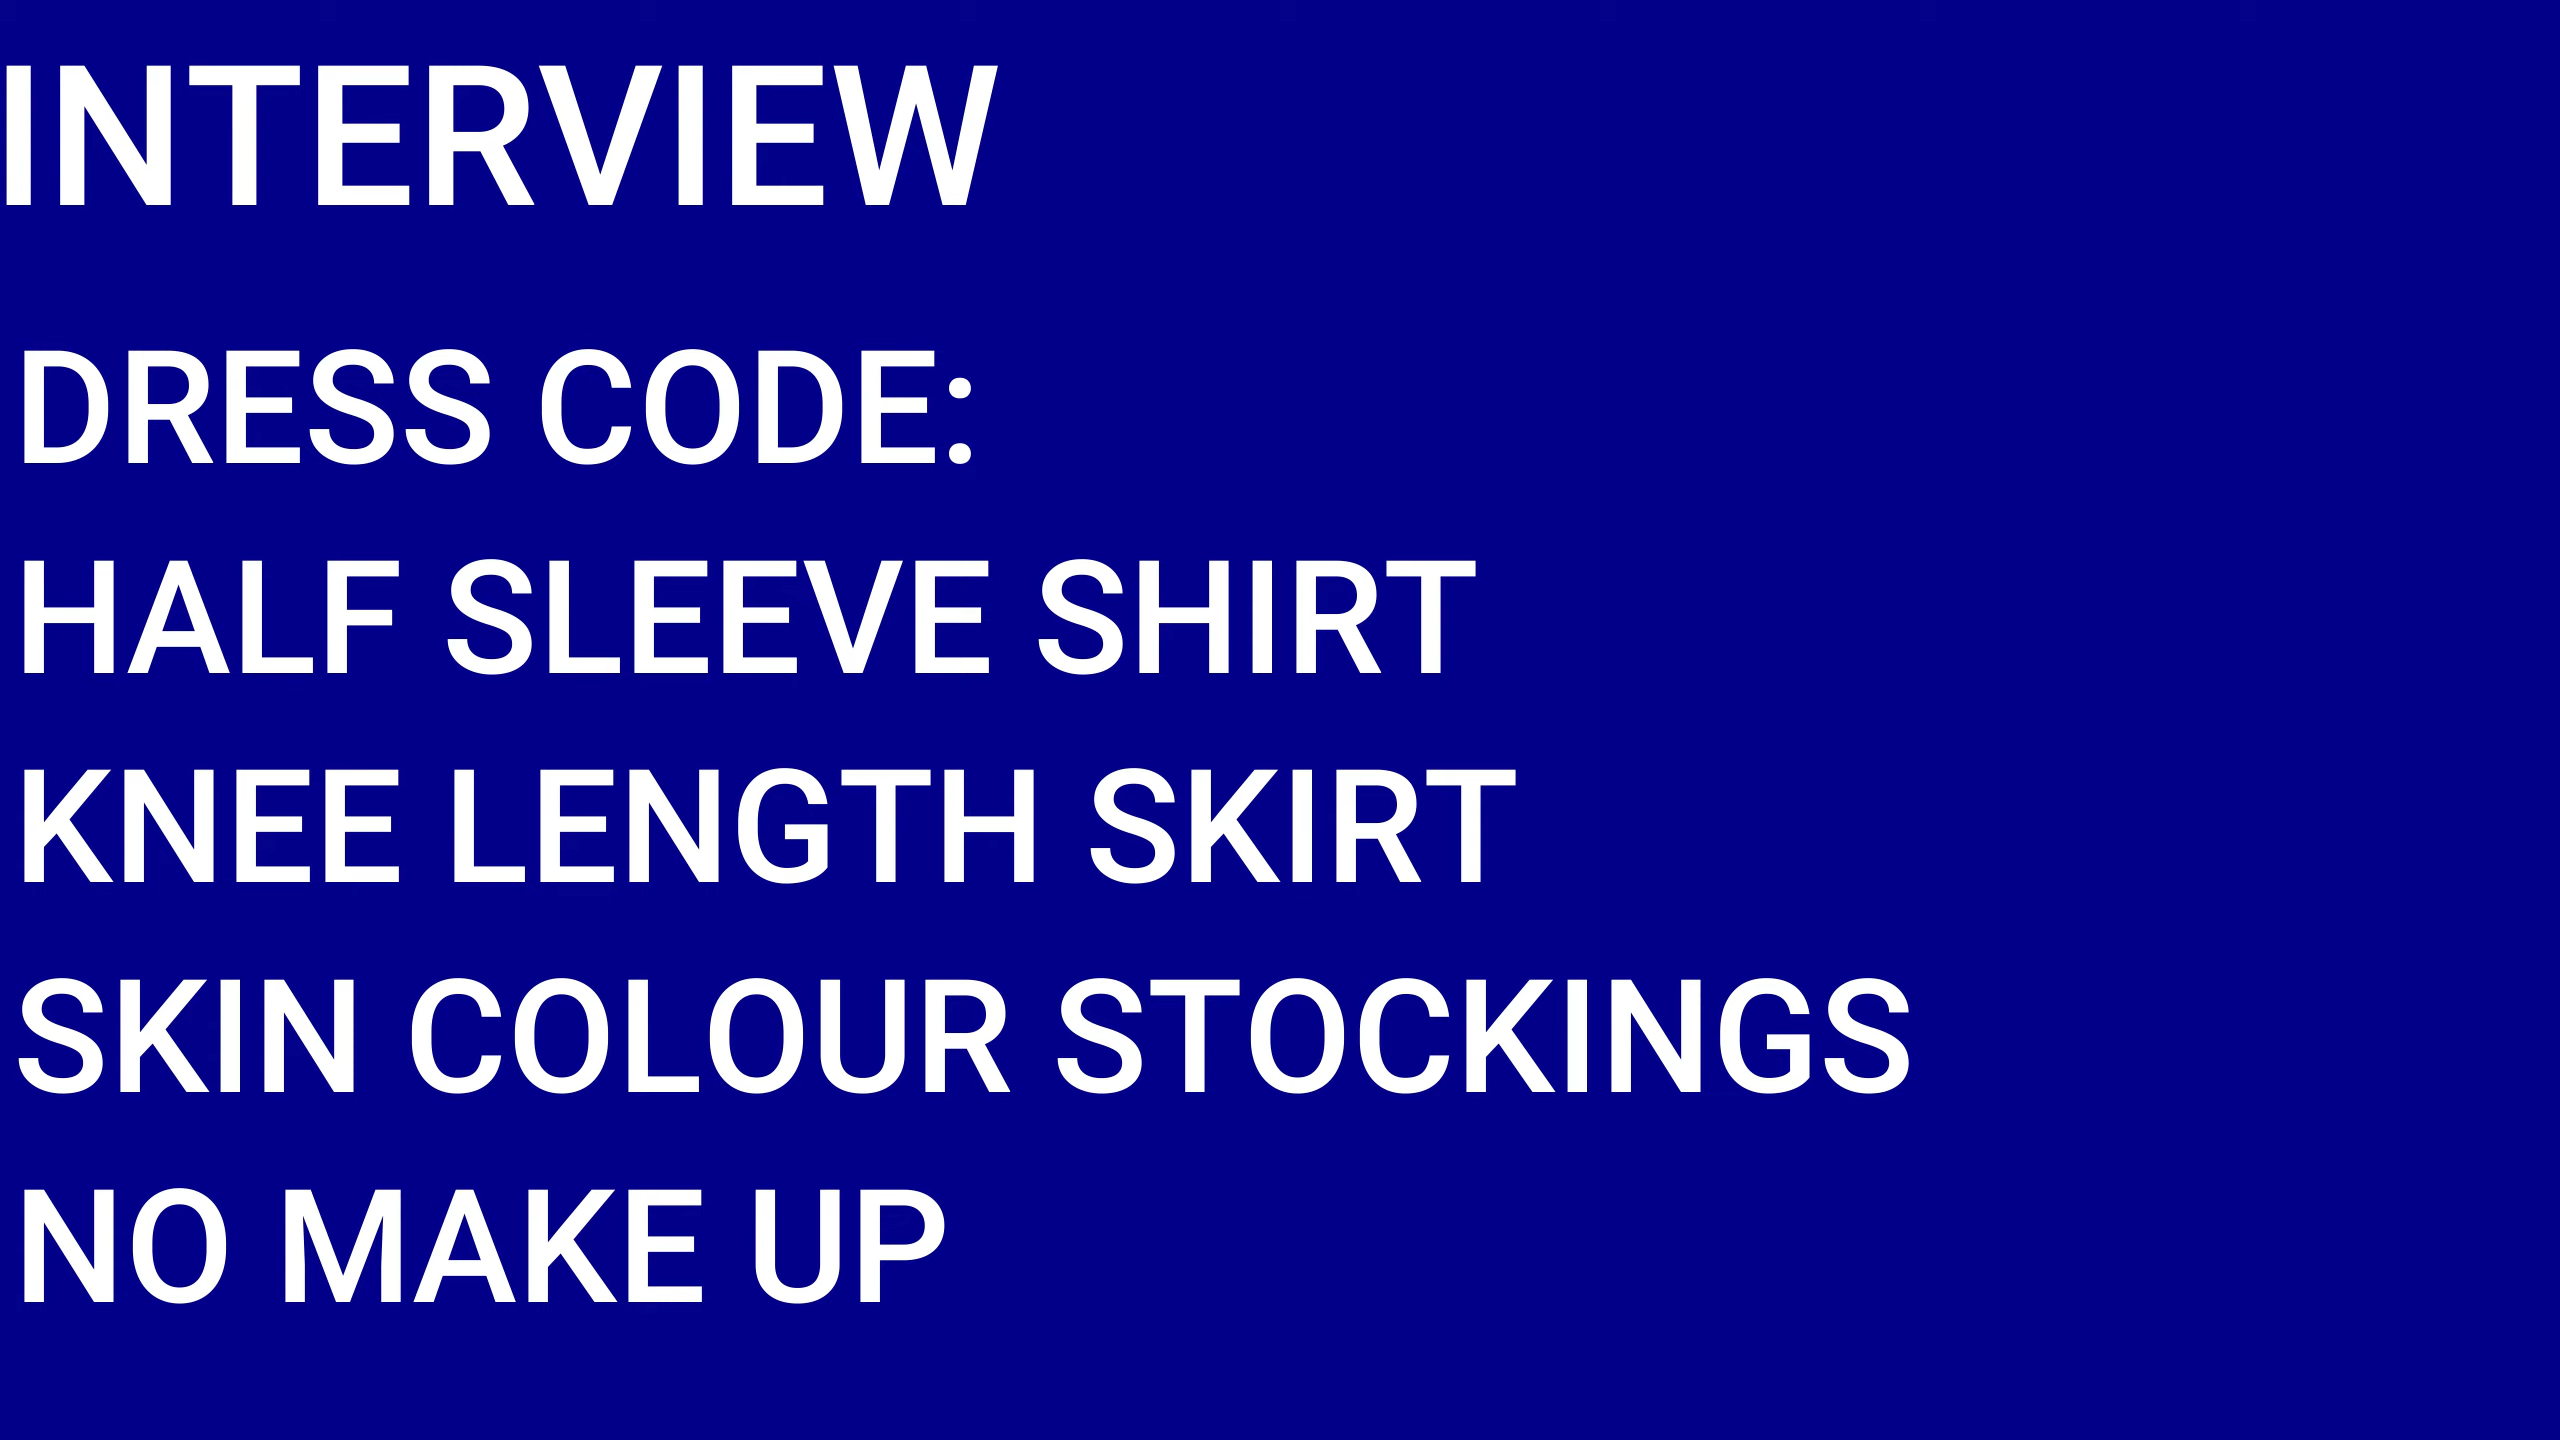 INTERVIEW
DRESS CODE:
HALF SLEEVE SHIRT
KNEE LENGTH SKIRT
SKIN COLOUR STOCKINGS
NO MAKE UP